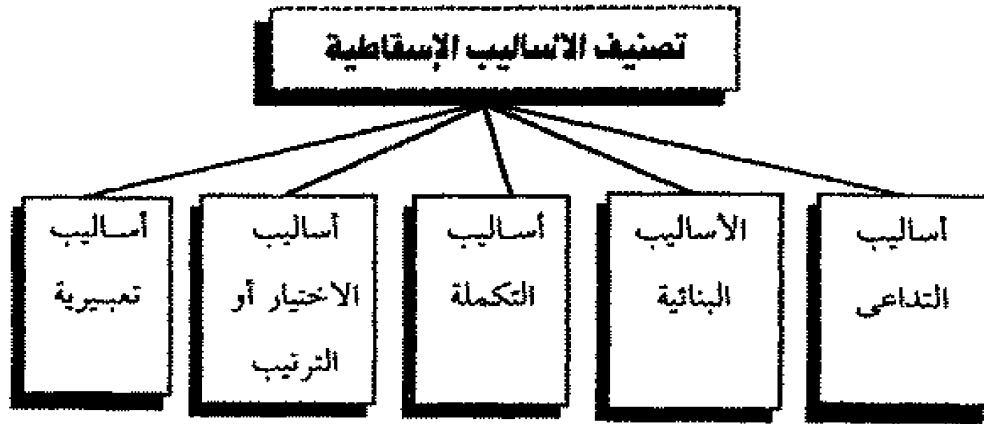 تصنيف الأساليب الإسقاطية
أساليب
التداعى
الأساليب
البنائية
أساليب
التكملة
أساليب
الاختيار أو
الترتيب
أساليب
تعبيرية